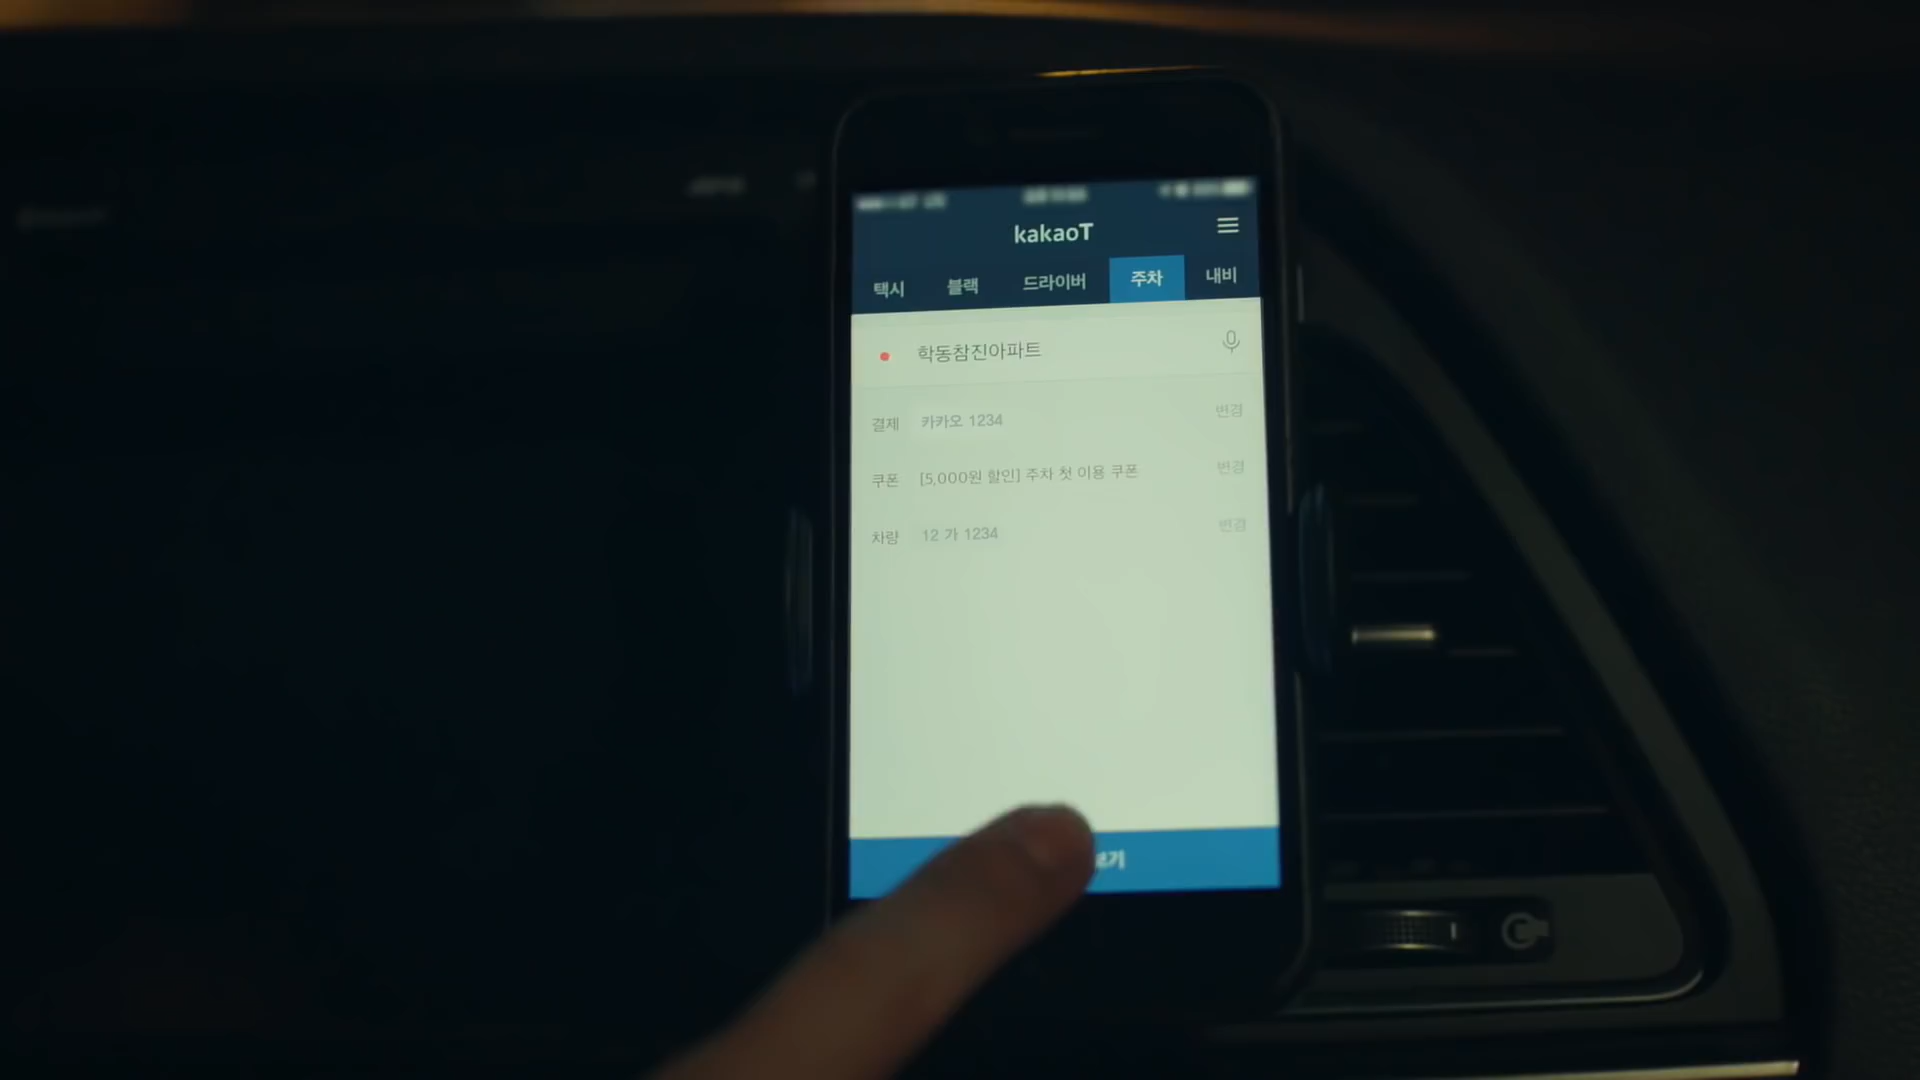 kakaoT
택시 블랙 드라이버 주차 내비
학동참진아파트
결제 카카오 1234 변경
쿠폰 [5,000원 할인] 주차 첫 이용 쿠폰 변경
차량 12 가 1234 변경
보기